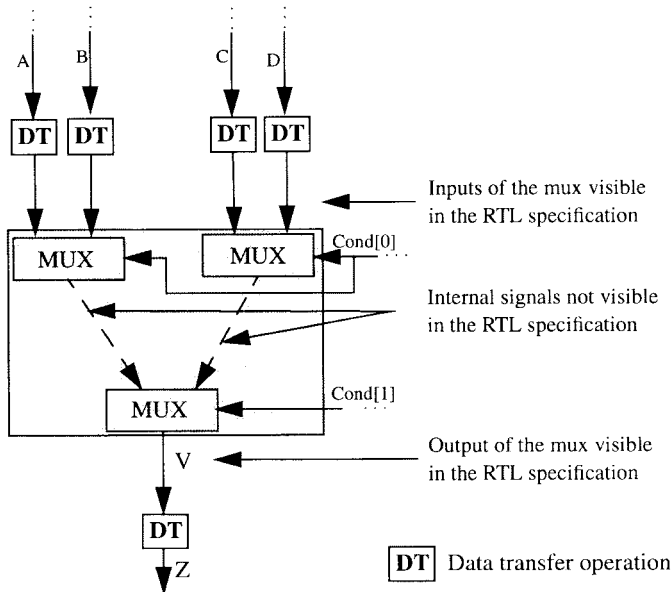 A B C D
DT DT DT DT
Inputs of the mux visible
in the RTL specification
Cond[0]
MUX MUX
Internal signals not visible
in the RTL specification
Cond[1]
MUX
Output of the mux visible
in the RTL specification
V
DT
Z
DT Data transfer operation